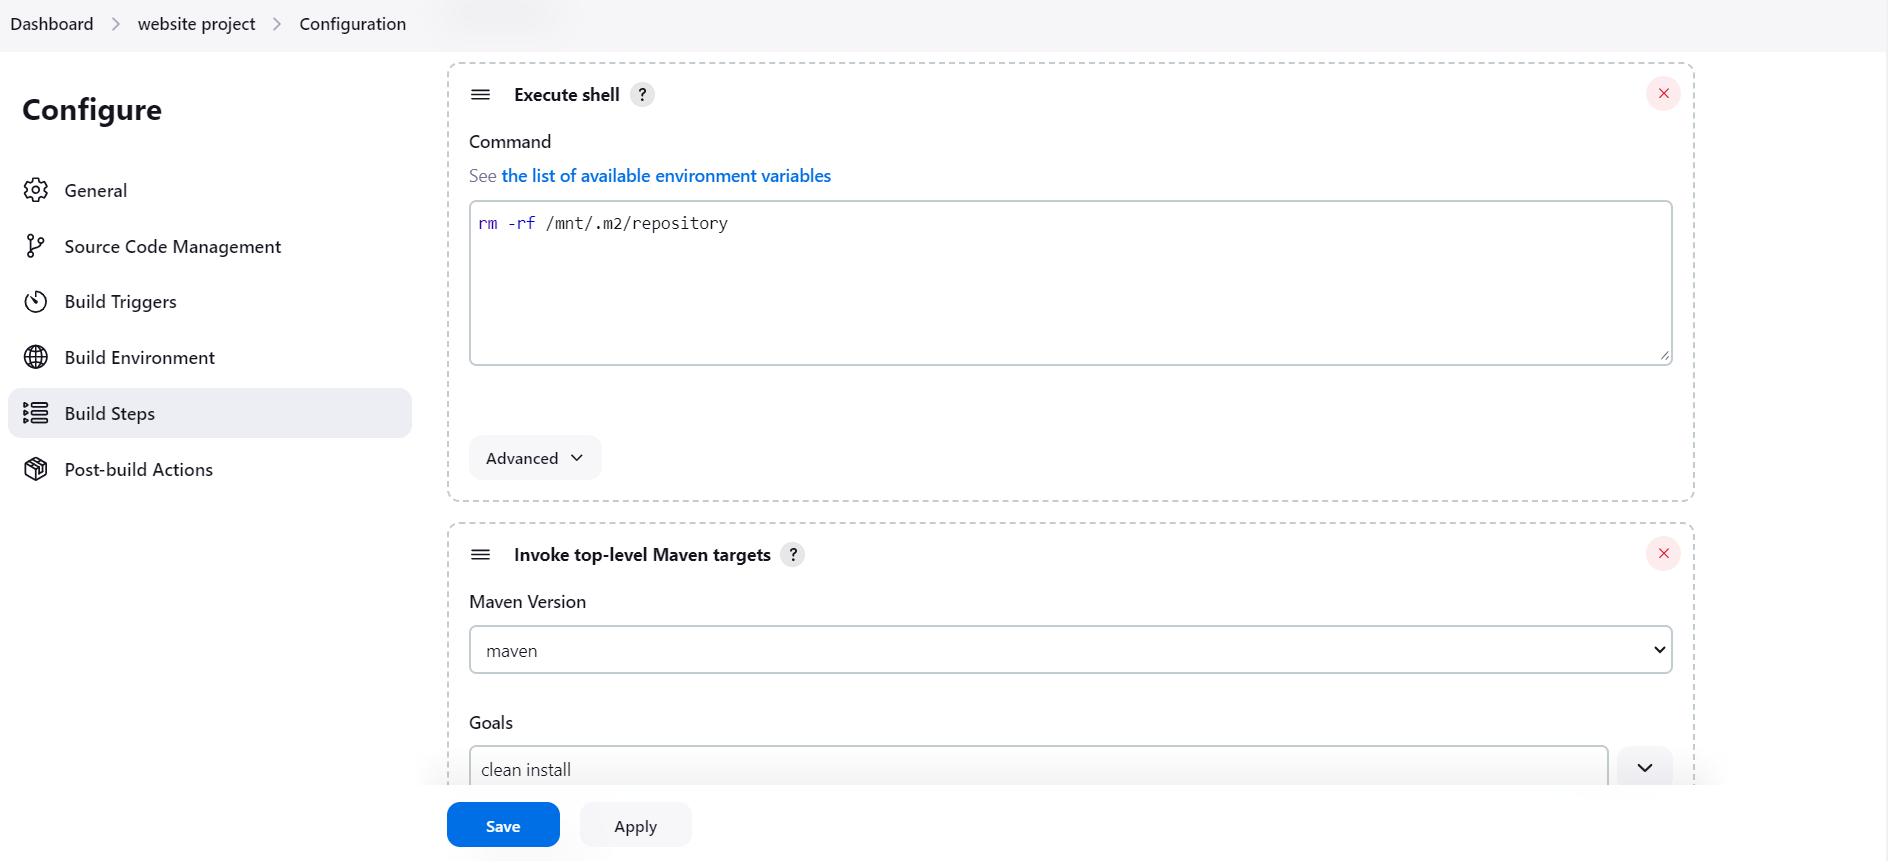 Dashboard > website project > Configuration
Configure
General
Source Code Management
Build Triggers
Build Environment
Build Steps
Post-build Actions
Execute shell ?
Command
See the list of available environment variables
rm -rf /mnt/.m2/repository
Advanced
Invoke top-level Maven targets ?
Maven Version
maven
Goals
clean install
Save Apply